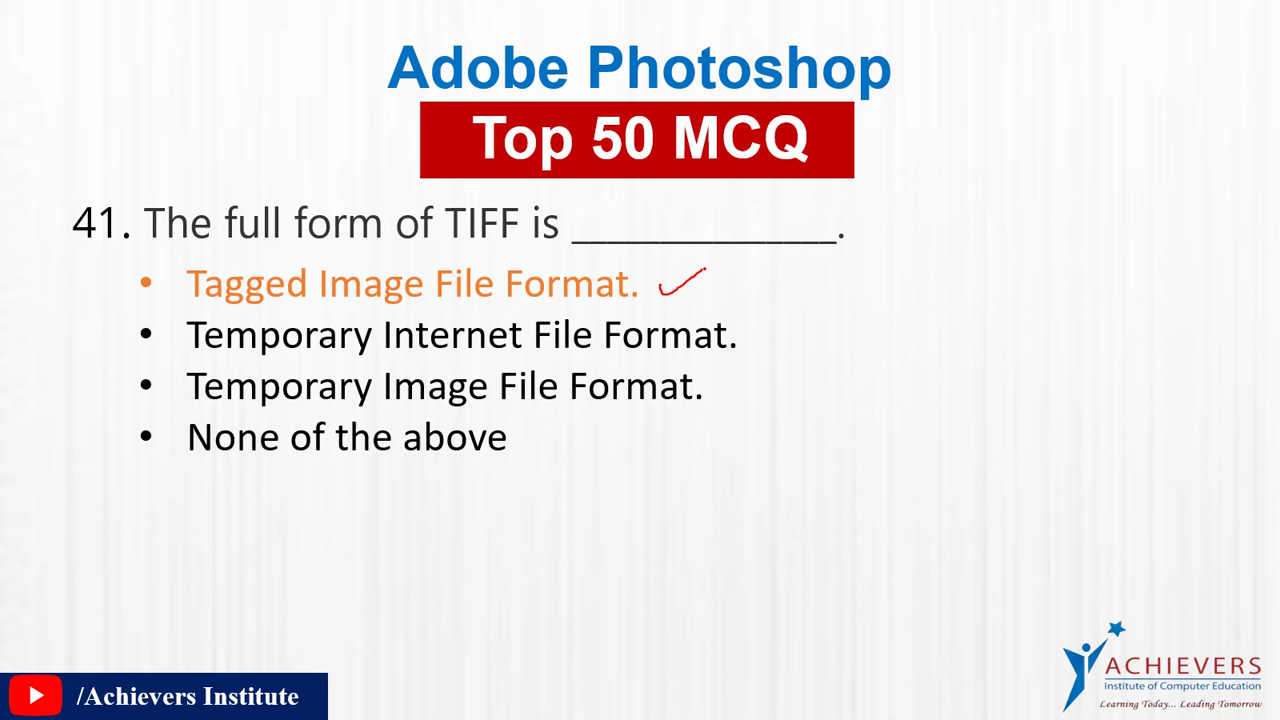 Adobe Photoshop
Top 50 MCQ
41. The full form of TIFF is _______________.
• Tagged Image File Format.
• Temporary Internet File Format.
• Temporary Image File Format.
• None of the above
/Achievers Institute
ACHIEVERS
Institute of Computer Education
Learning Today... Leading Tomorrow